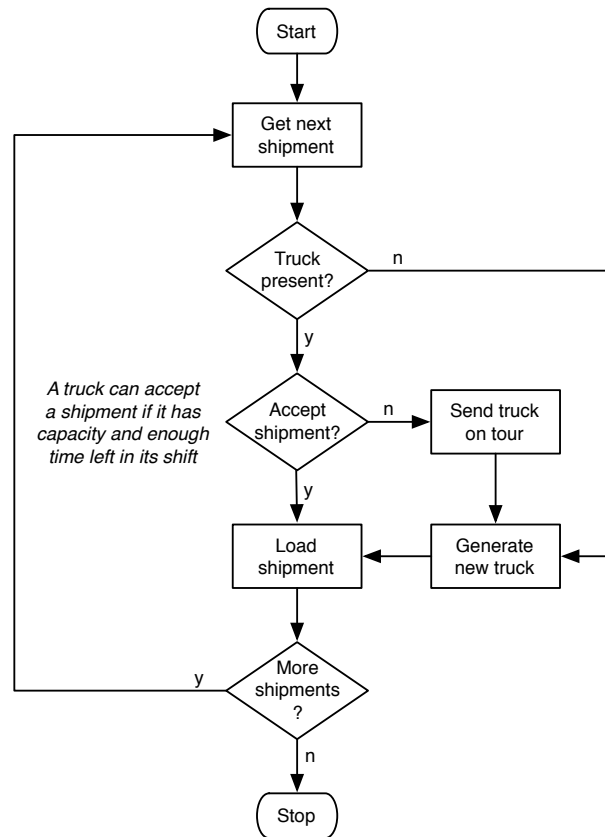 Start
Get next
shipment
Truck
present?
n
y
A truck can accept
a shipment if it has
capacity and enough
time left in its shift
Accept
shipment?
n
Send truck
on tour
y
Load
shipment
Generate
new truck
More
shipments
?
y
n
Stop